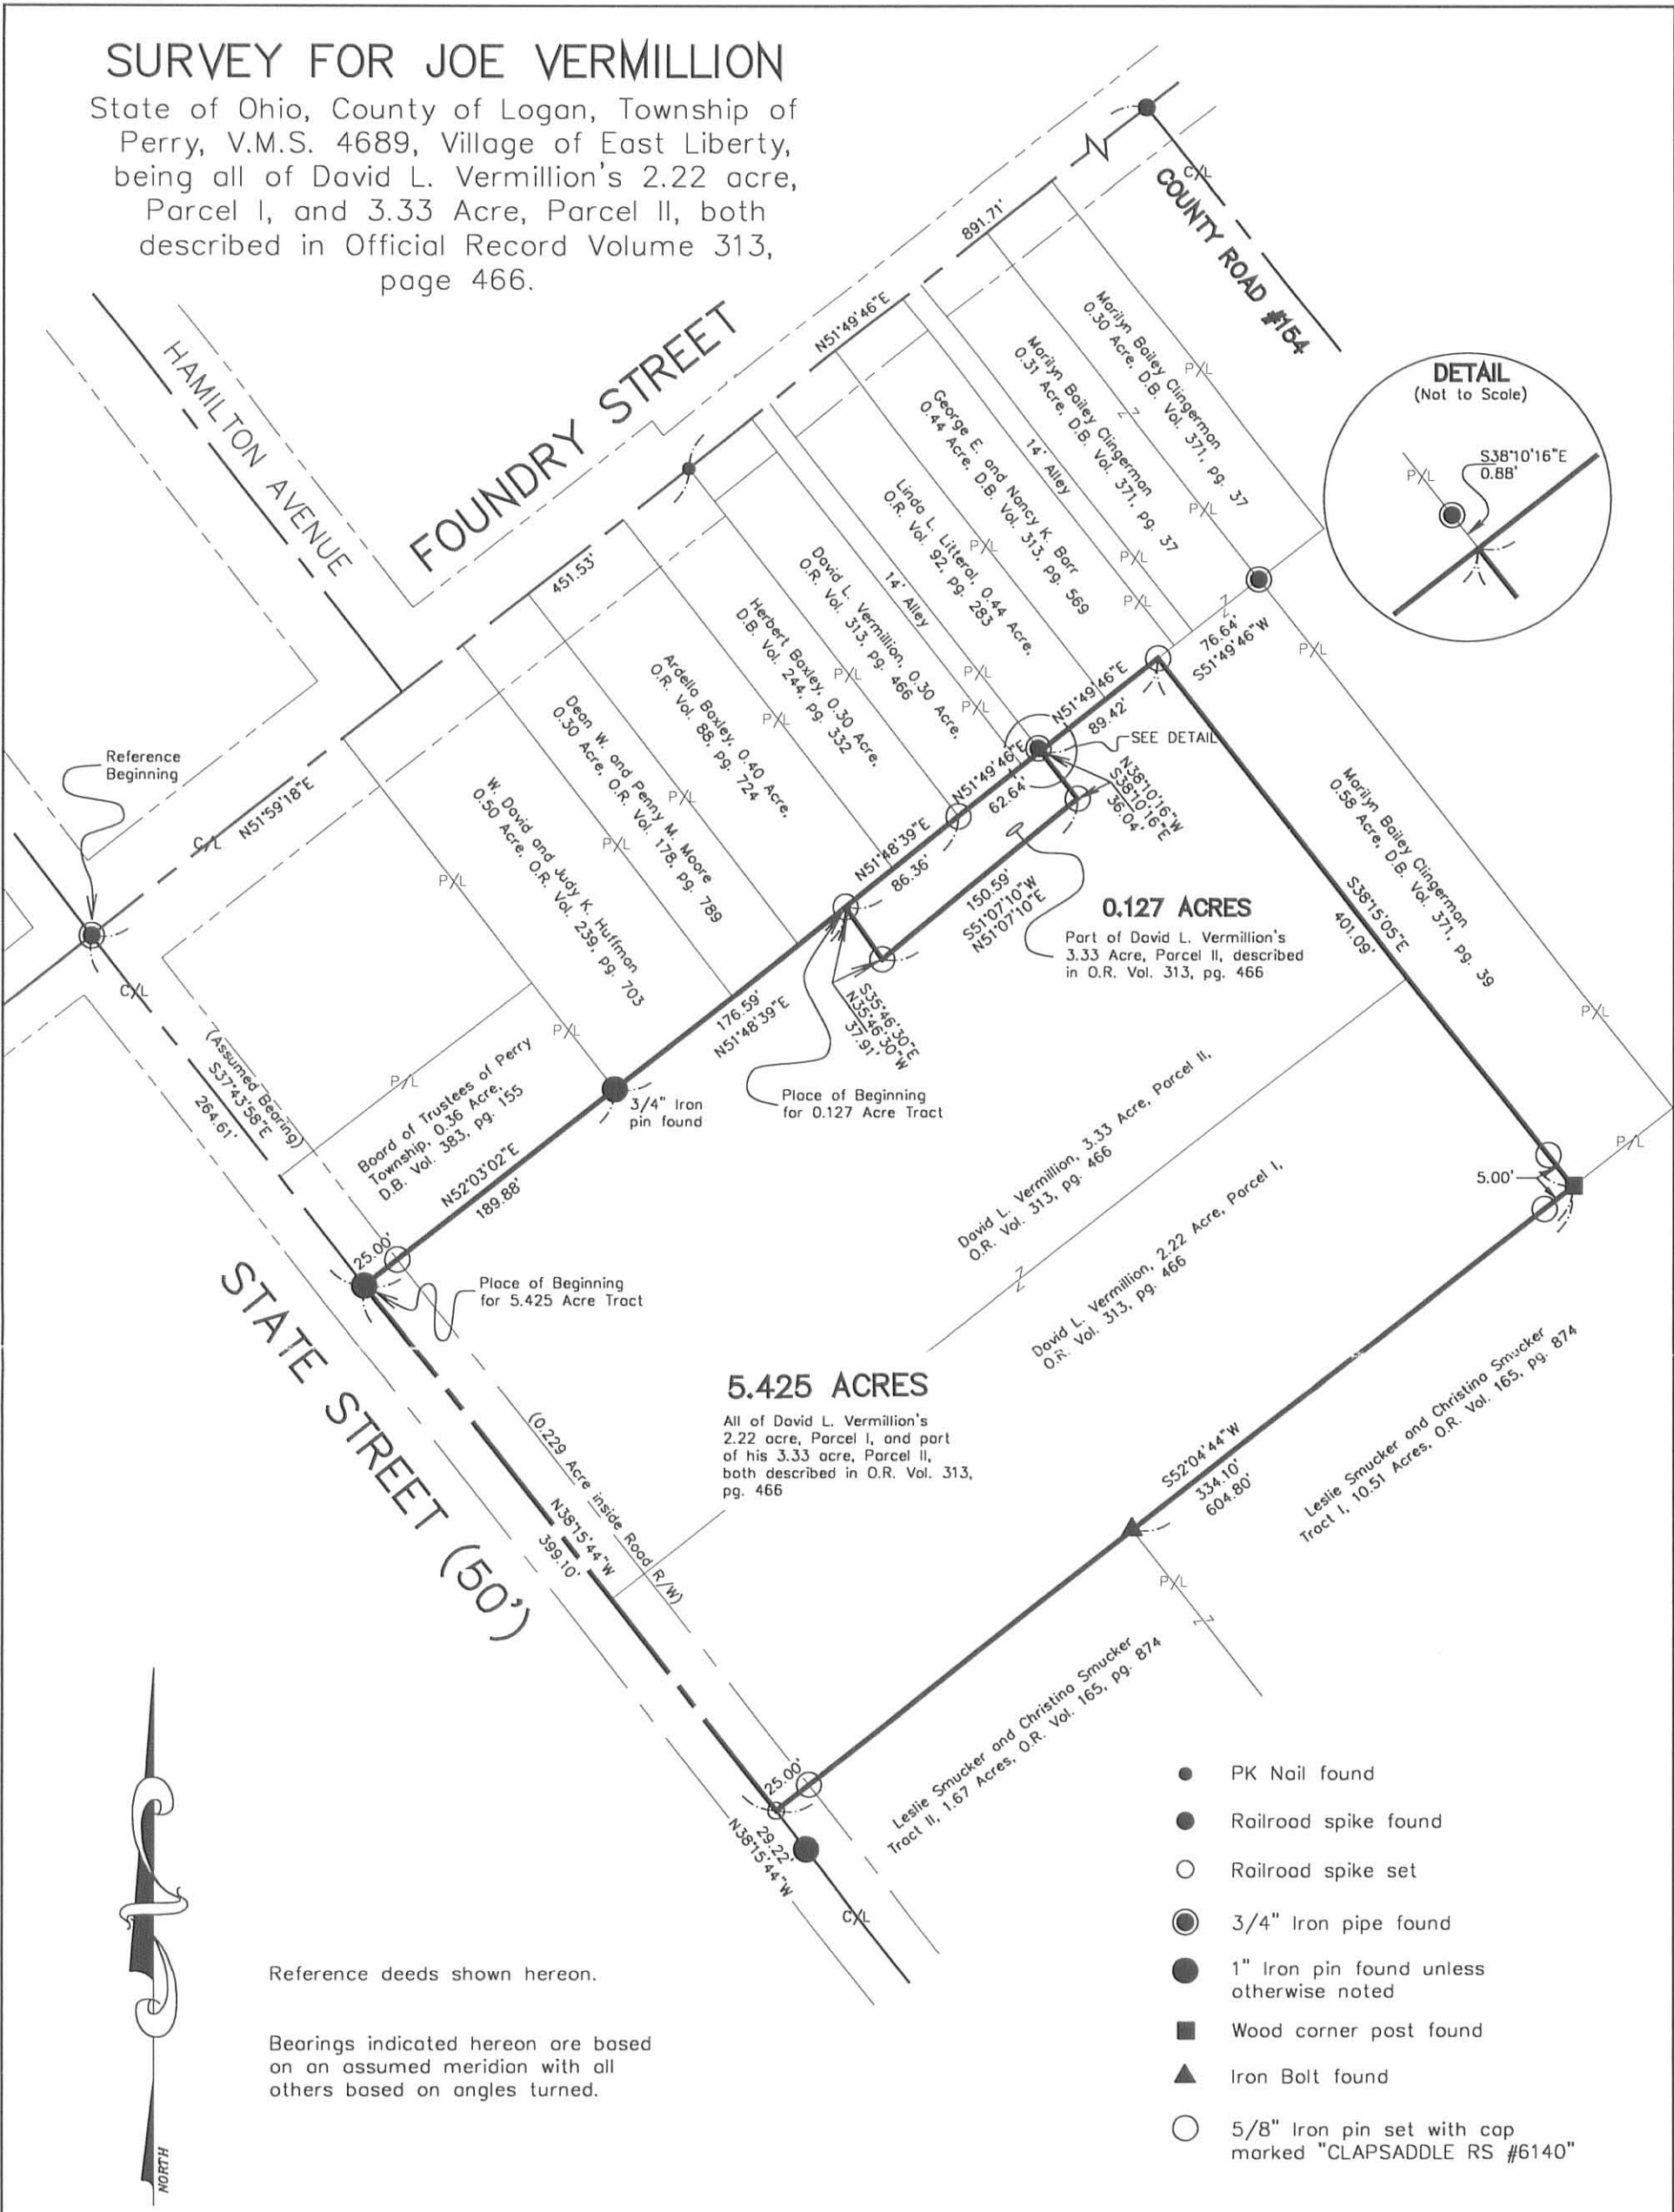 SURVEY FOR JOE VERMILLION
State of Ohio, County of Logan, Township of
Perry, V.M.S. 4689, Village of East Liberty,
being all of David L. Vermillion's 2.22 acre,
Parcel I, and 3.33 Acre, Parcel II, both
described in Official Record Volume 313,
page 466.
HAMILTON AVENUE
FOUNDRY STREET
COUNTY ROAD #154
C/L
891.71'
N51°49'46"E
451.53'
N51°59'18"E
C/L
Reference
Beginning
DETAIL
(Not to Scale)
S38°10'16"E
0.88'
P/L
Marilyn Bailey Clingerman
0.30 Acre, D.B. Vol. 371, pg. 37
P/L
Marilyn Bailey Clingerman
0.31 Acre, D.B. Vol. 371, pg. 37
P/L
14' Alley
P/L
George E. and Nancy K. Barr
0.44 Acre, D.B. Vol. 313, pg. 569
P/L
Linda L. Litteral, 0.44 Acre,
O.R. Vol. 92, pg. 283
P/L
14' Alley
P/L
P/L
David L. Vermillion, 0.30 Acre,
O.R. Vol. 313, pg. 466
P/L
Herbert Baxley, 0.30 Acre,
D.B. Vol. 244, pg. 332
P/L
Ardella Baxley, 0.40 Acre,
O.R. Vol. 88, pg. 724
P/L
Dean W. and Penny M. Moore
0.30 Acre, O.R. Vol. 178, pg. 789
P/L
W. David and Judy K. Huffman
0.50 Acre, O.R. Vol. 239, pg. 703
P/L
P/L
P/L
Board of Trustees of Perry
Township, 0.36 Acre,
D.B. Vol. 383, pg. 155
76.64'
S51°49'46"W
P/L
N51°49'46"E
89.42'
SEE DETAIL
N51°49'46"E
62.64'
N38°10'16"W
S38°10'16"E
36.04'
N51°48'39"E
86.36'
150.59'
S51°07'10"W
N51°07'10"E
0.127 ACRES
Part of David L. Vermillion's
3.33 Acre, Parcel II, described
in O.R. Vol. 313, pg. 466
Marilyn Bailey Clingerman
0.58 Acre, D.B. Vol. 371, pg. 39
P/L
P/L
S38°15'05"E
401.09'
S35°46'30"E
N35°46'30"W
37.91'
176.59'
N51°48'39"E
Place of Beginning
for 0.127 Acre Tract
3/4" Iron
pin found
C/L
(Assumed Bearing)
S37°43'58"E
264.61'
N52°03'02"E
189.88'
25.00'
Place of Beginning
for 5.425 Acre Tract
5.00'
David L. Vermillion, 3.33 Acre, Parcel II,
O.R. Vol. 313, pg. 466
David L. Vermillion, 2.22 Acre, Parcel I,
O.R. Vol. 313, pg. 466
STATE STREET (50')
5.425 ACRES
All of David L. Vermillion's
2.22 acre, Parcel I, and part
of his 3.33 acre, Parcel II,
both described in O.R. Vol. 313,
pg. 466
(0.229 Acre inside Road R/W)
N38°15'44"W
399.10'
S52°04'44"W
334.10'
604.80'
Leslie Smucker and Christina Smucker
Tract I, 10.51 Acres, O.R. Vol. 165, pg. 874
P/L
Leslie Smucker and Christina Smucker
Tract II, 1.67 Acres, O.R. Vol. 165, pg. 874
25.00'
29.22'
N38°15'44"W
C/L
PK Nail found
Railroad spike found
Railroad spike set
3/4" Iron pipe found
1" Iron pin found unless
otherwise noted
Wood corner post found
Iron Bolt found
5/8" Iron pin set with cap
marked "CLAPSADDLE RS #6140"
Reference deeds shown hereon.
Bearings indicated hereon are based
on an assumed meridian with all
others based on angles turned.
NORTH